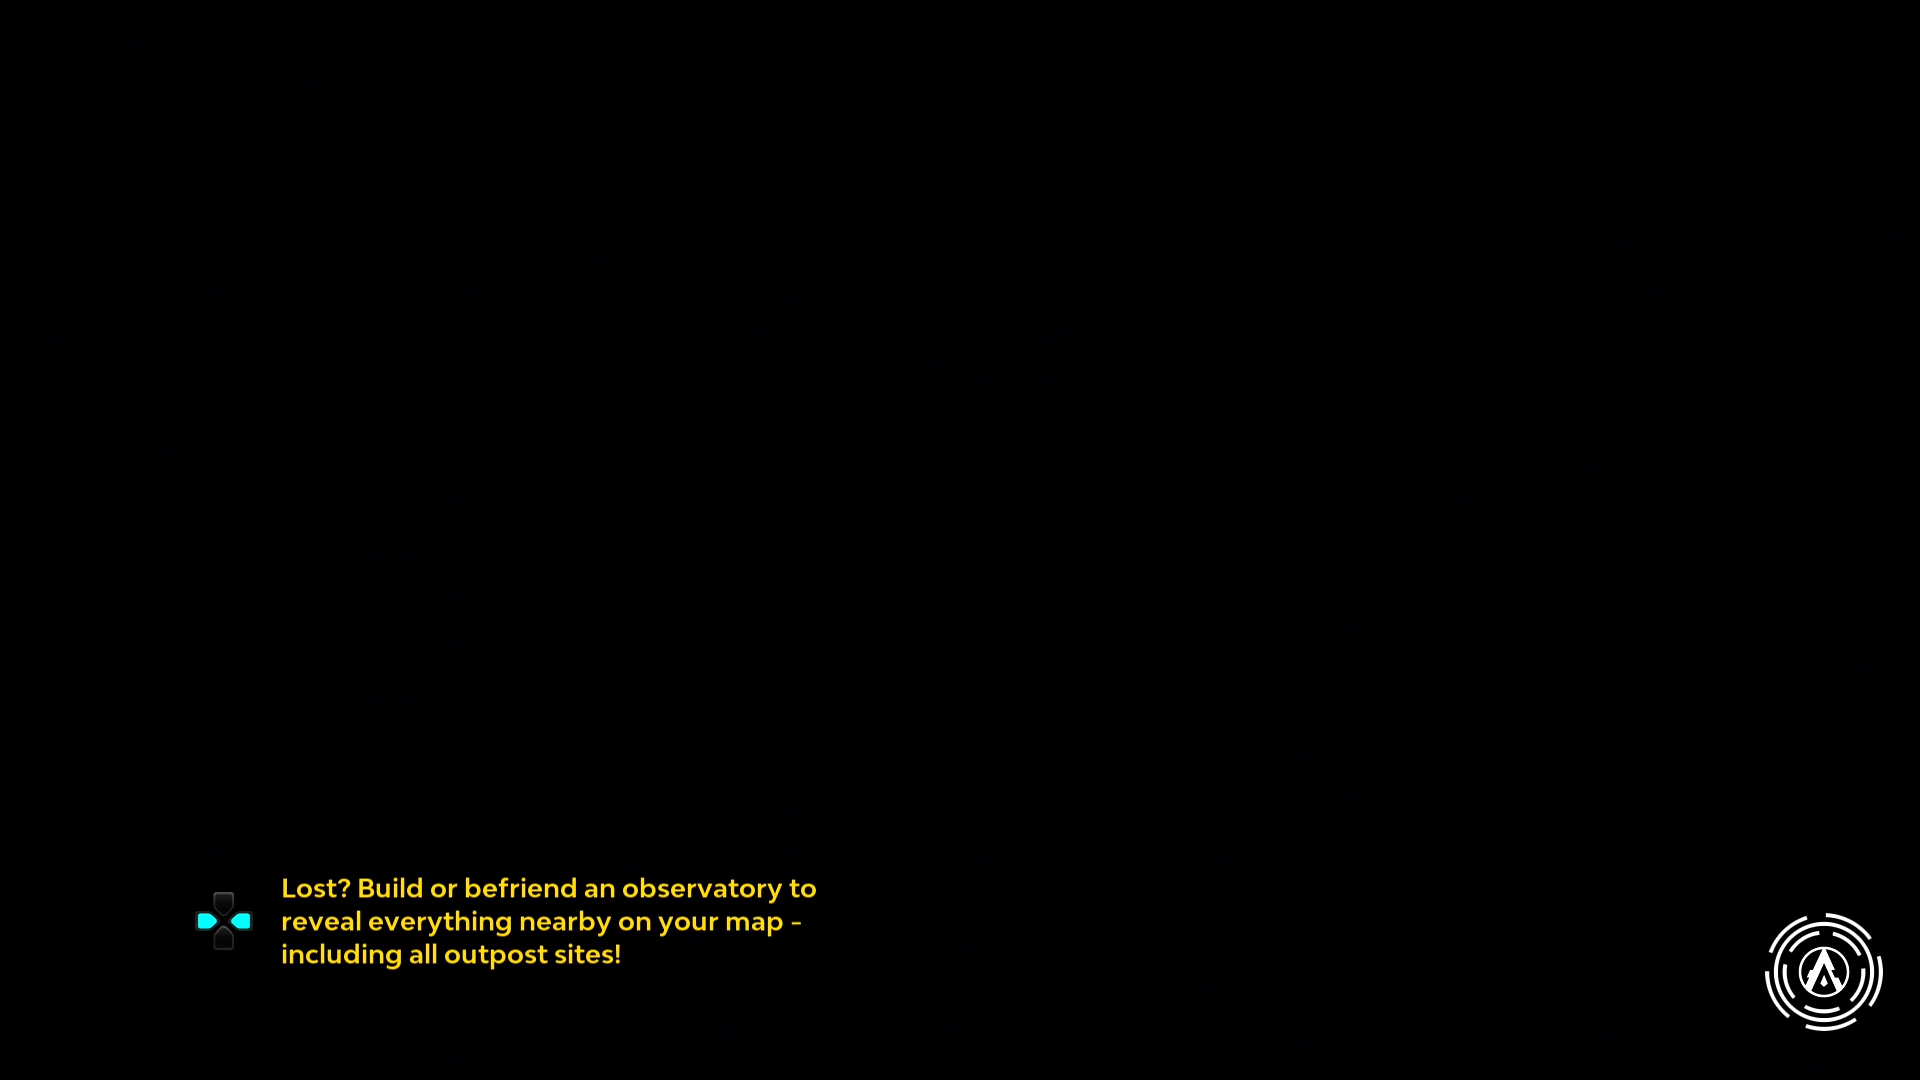 Lost? Build or befriend an observatory to
reveal everything nearby on your map -
including all outpost sites!